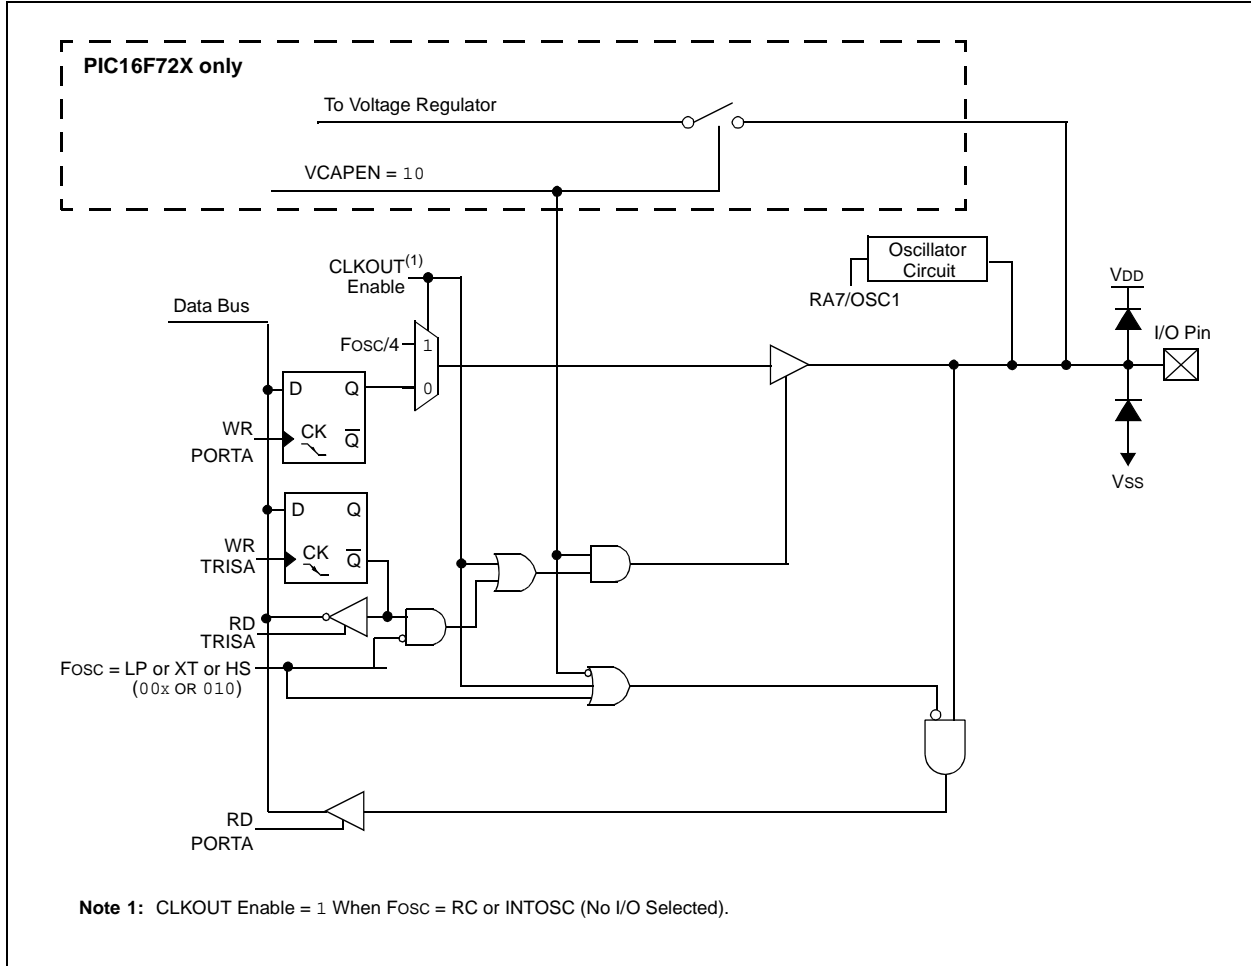 PIC16F72X only
To Voltage Regulator
VCAPEN = 10
CLKOUT(1)
Enable
Oscillator
Circuit
RA7/OSC1
VDD
I/O Pin
VSS
Data Bus
FOSC/4
1
0
D Q
CK Q
WR
PORTA
D Q
CK Q
WR
TRISA
RD
TRISA
FOSC = LP or XT or HS
(00x OR 010)
RD
PORTA
Note 1: CLKOUT Enable = 1 When FOSC = RC or INTOSC (No I/O Selected).